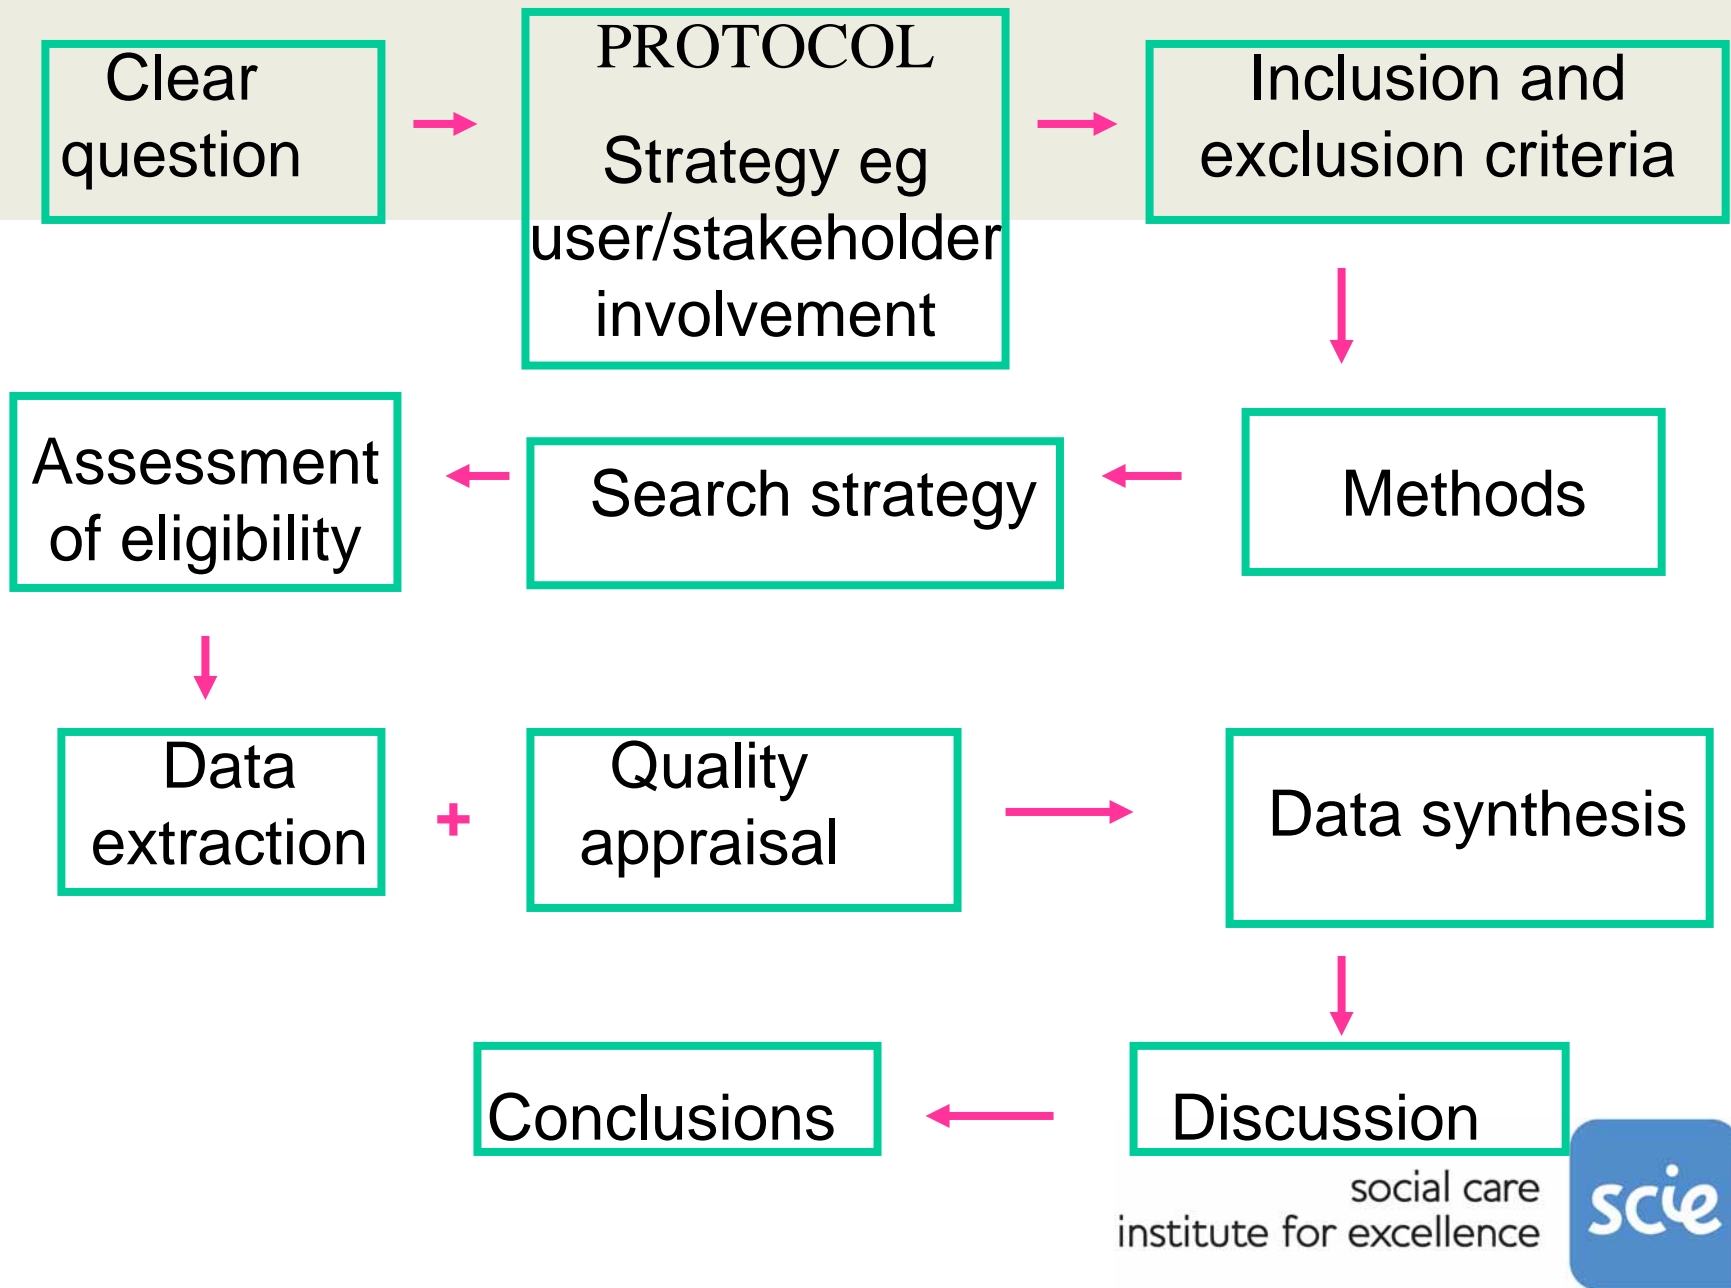 Clear
question
PROTOCOL
Strategy eg
user/stakeholder
involvement
Inclusion and
exclusion criteria
Methods
Search strategy
Assessment
of eligibility
Data
extraction
+
Quality
appraisal
Data synthesis
Discussion
Conclusions
social care
institute for excellence
scie